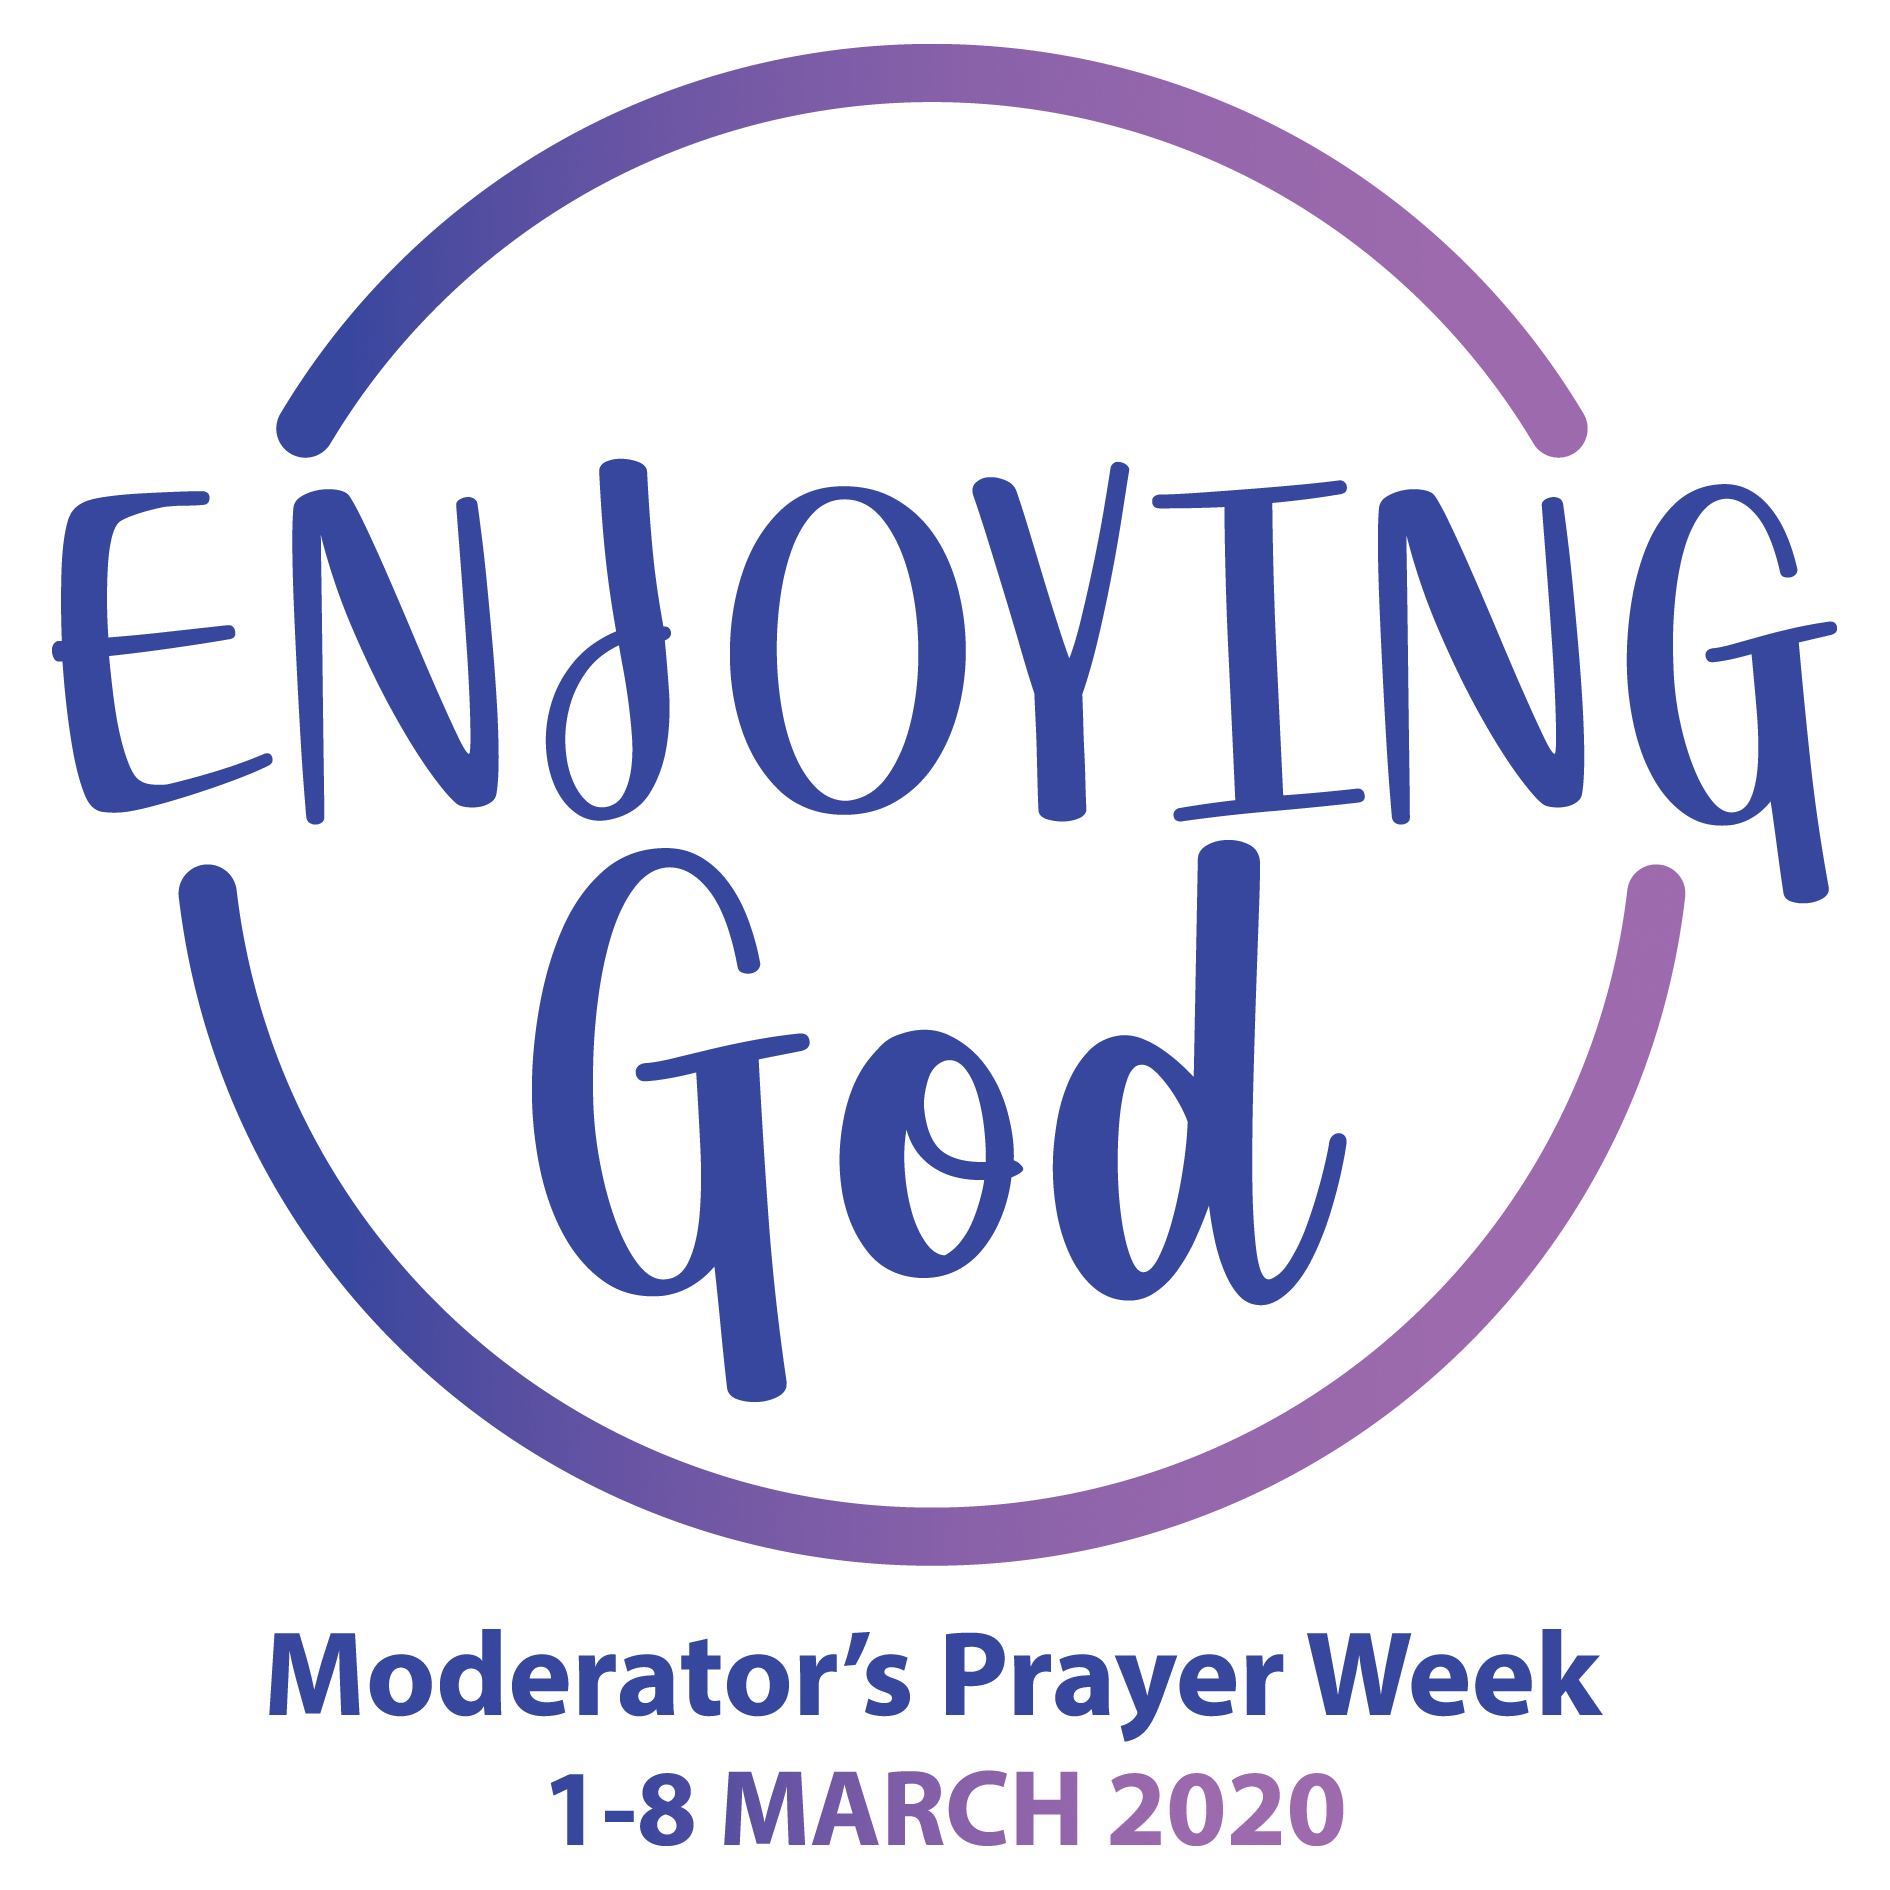 ENJOYING
God
Moderator’s Prayer Week
1-8 MARCH 2020